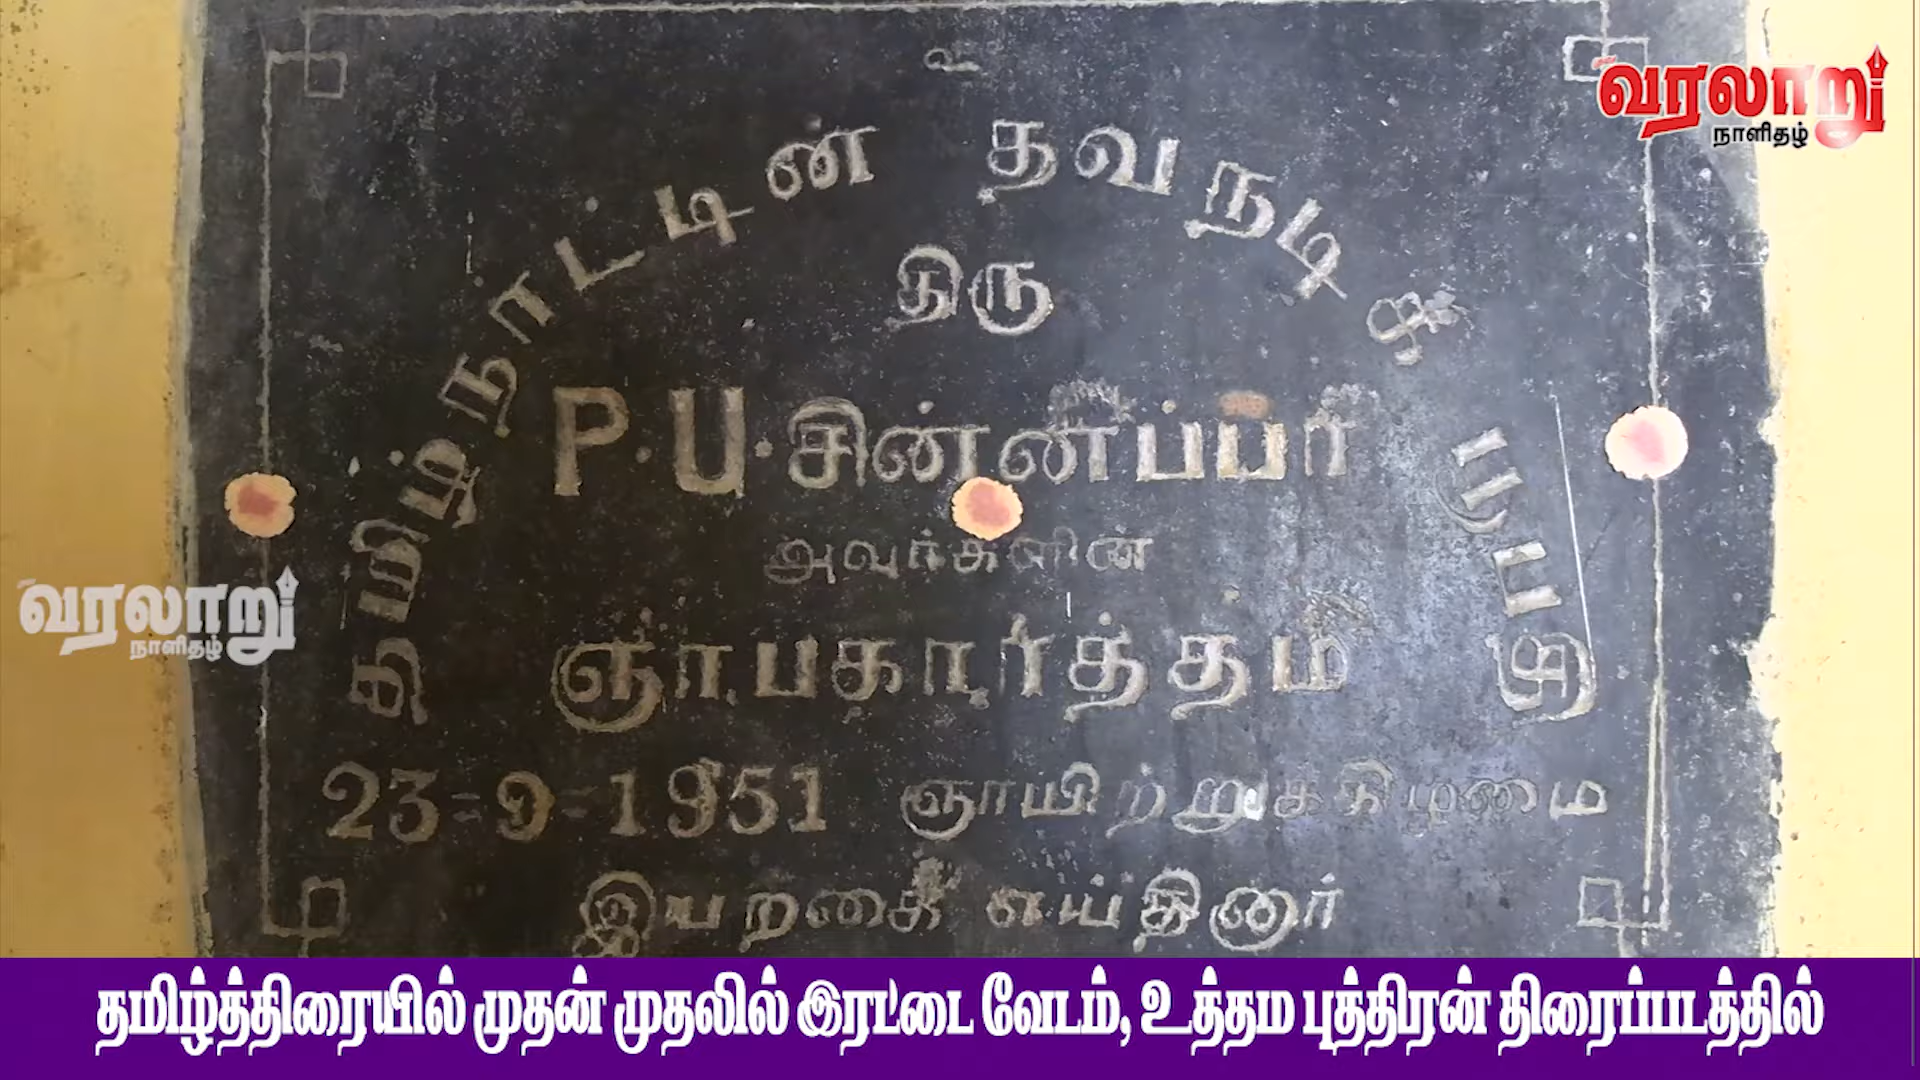 உ
தமிழ்நாட்டின் தவநடிக பூபதி
திரு
P.U.சின்னப்பா
அவர்களின்
ஞாபகார்த்தம்
23=9=1951 ஞாயிற்றுக்கிழமை
இயற்கை எய்தினார்
வரலாறு
நாளிதழ்
வரலாறு
நாளிதழ்
தமிழ்த்திரையில் முதன் முதலில் இரட்டை வேடம், உத்தம புத்திரன் திரைப்படத்தில்